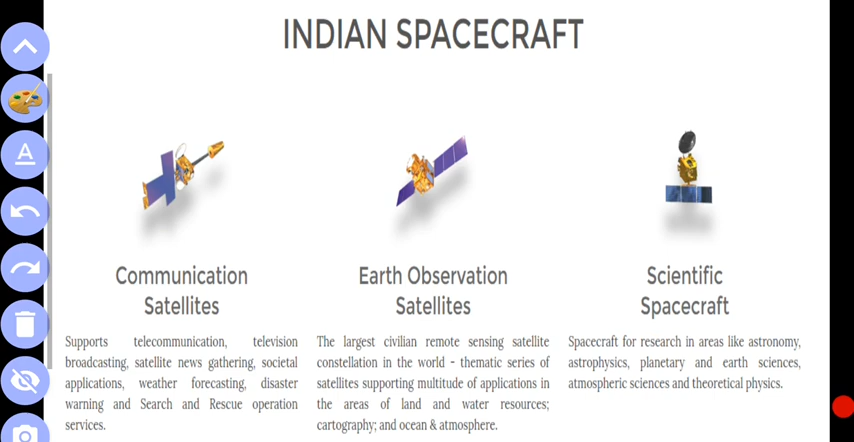 INDIAN SPACECRAFT
Communication
Satellites
Supports telecommunication, television
broadcasting, satellite news gathering, societal
applications, weather forecasting, disaster
warning and Search and Rescue operation
services.
Earth Observation
Satellites
The largest civilian remote sensing satellite
constellation in the world - thematic series of
satellites supporting multitude of applications in
the areas of land and water resources;
cartography; and ocean & atmosphere.
Scientific
Spacecraft
Spacecraft for research in areas like astronomy,
astrophysics, planetary and earth sciences,
atmospheric sciences and theoretical physics.
A